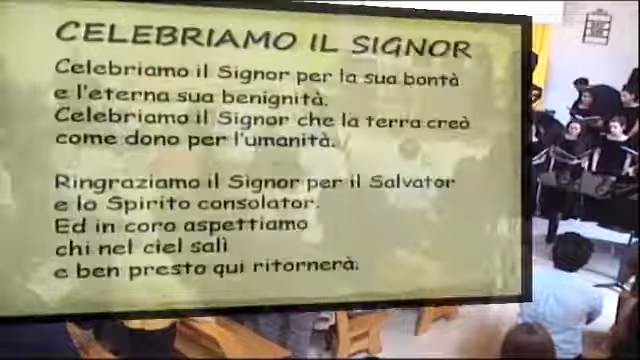 CELEBRIAMO IL SIGNOR
Celebriamo il Signor per la sua bontà
e l'eterna sua benignità.
Celebriamo il Signor che la terra creò
come dono per l'umanità.
Ringraziamo il Signor per il Salvator
e lo Spirito consolator.
Ed in coro aspettiamo
chi nel ciel salì
e ben presto qui ritornerà.